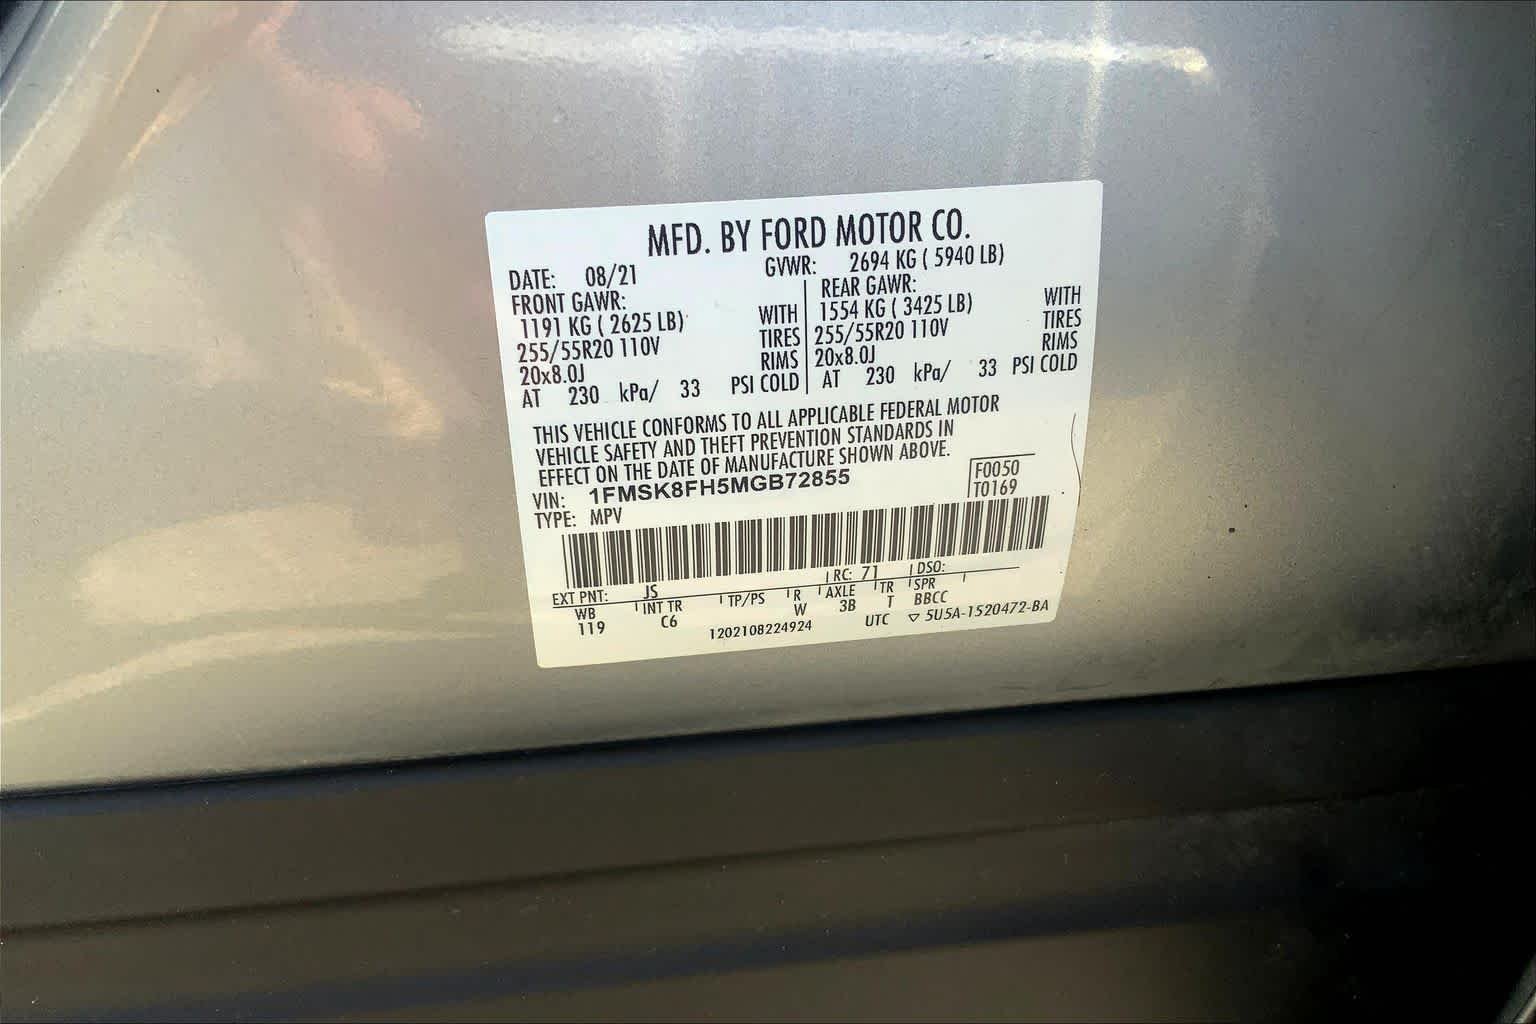 MFD. BY FORD MOTOR CO.
DATE: 08/21 GVWR: 2694 KG ( 5940 LB)
FRONT GAWR: REAR GAWR:
1191 KG ( 2625 LB) WITH 1554 KG ( 3425 LB) WITH
255/55R20 110V TIRES 255/55R20 110V TIRES
20x8.0J RIMS 20x8.0J RIMS
AT 230 kPa/ 33 PSI COLD AT 230 kPa/ 33 PSI COLD
THIS VEHICLE CONFORMS TO ALL APPLICABLE FEDERAL MOTOR
VEHICLE SAFETY AND THEFT PREVENTION STANDARDS IN
EFFECT ON THE DATE OF MANUFACTURE SHOWN ABOVE.
VIN: 1FMSK8FH5MGB72855 F0050
TYPE: MPV T0169
EXT PNT: JS RC: 71 DSO:
WB INT TR TP/PS R AXLE TR SPR
119 C6 W 3B T BBCC
1202108224924 UTC ▽ 5U5A-1520472-BA